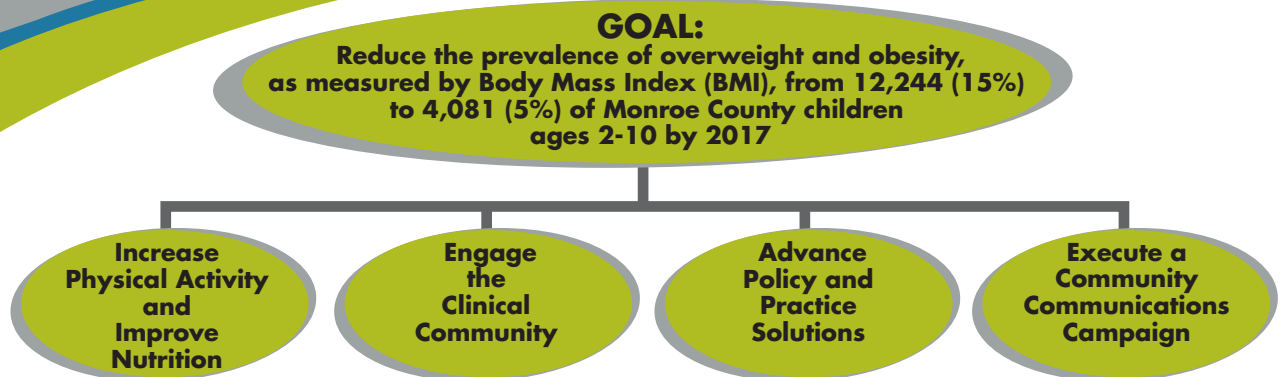 GOAL:
Reduce the prevalence of overweight and obesity,
as measured by Body Mass Index (BMI), from 12,244 (15%)
to 4,081 (5%) of Monroe County children
ages 2-10 by 2017
Increase
Physical Activity
and
Improve
Nutrition
Engage
the
Clinical
Community
Advance
Policy and
Practice
Solutions
Execute a
Community
Communications
Campaign